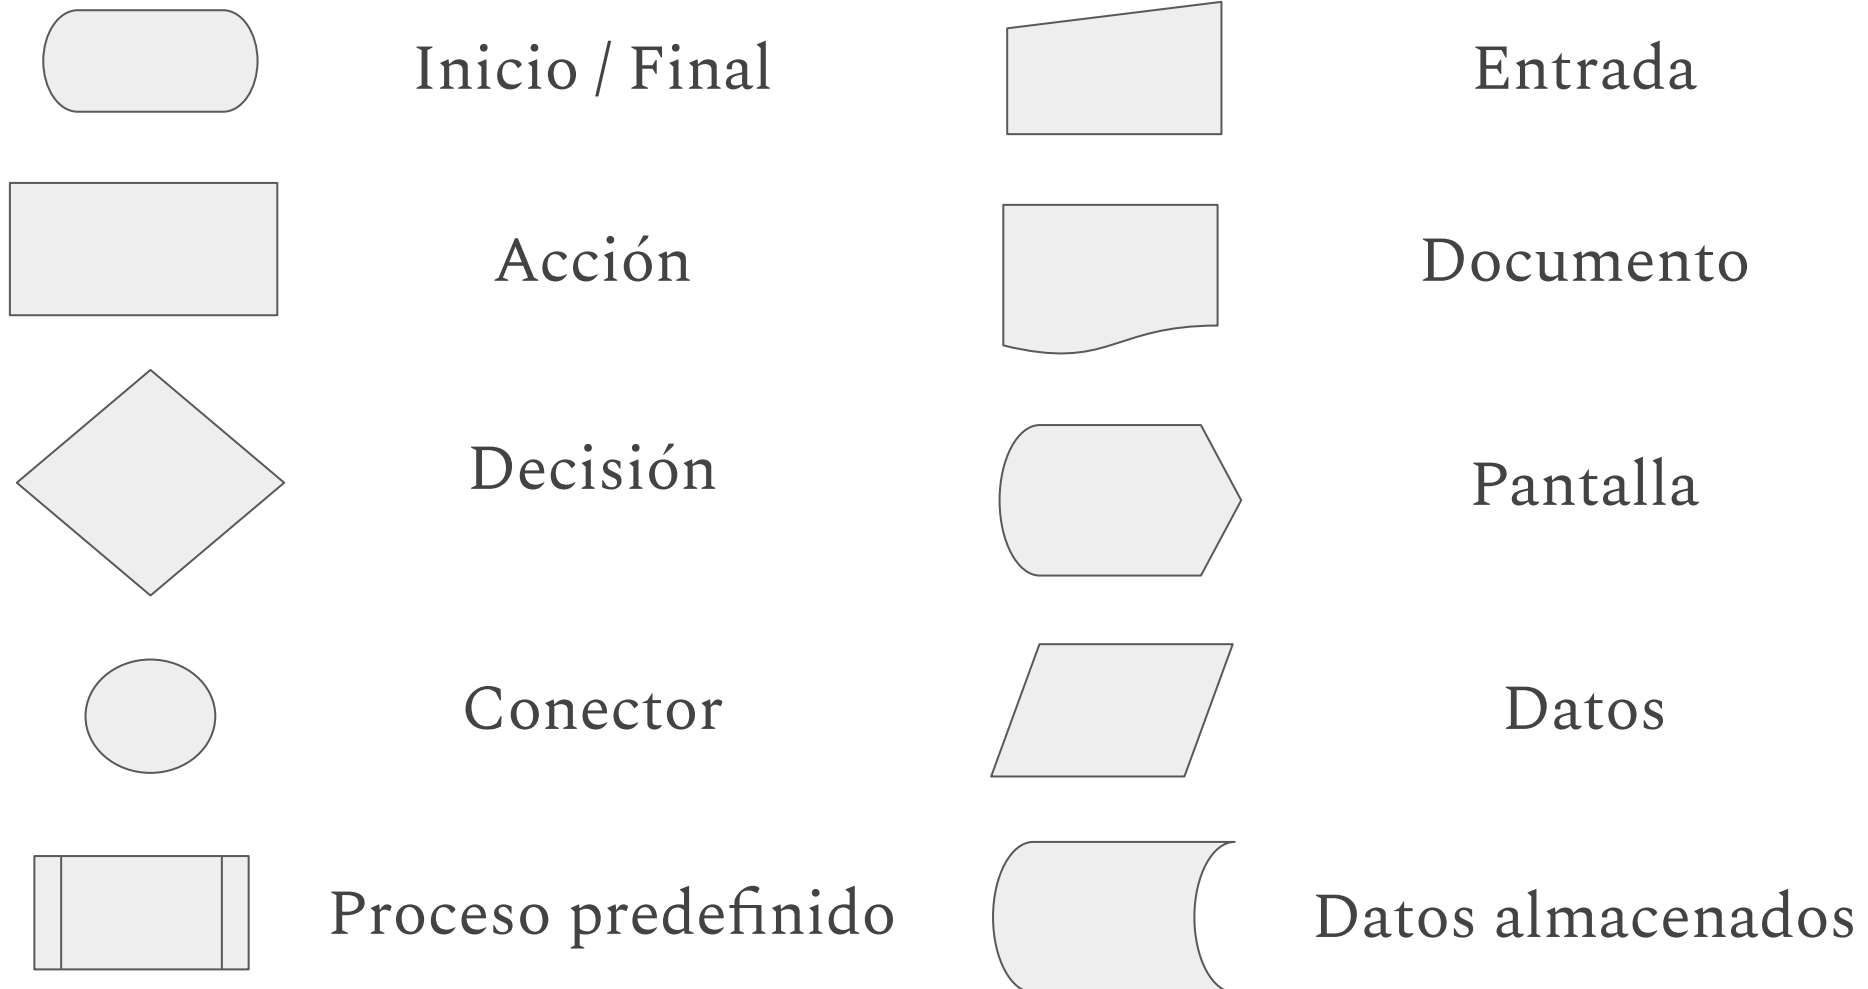 Inicio / Final
Entrada
Acción
Documento
Decisión
Pantalla
Conector
Datos
Proceso predefinido
Datos almacenados